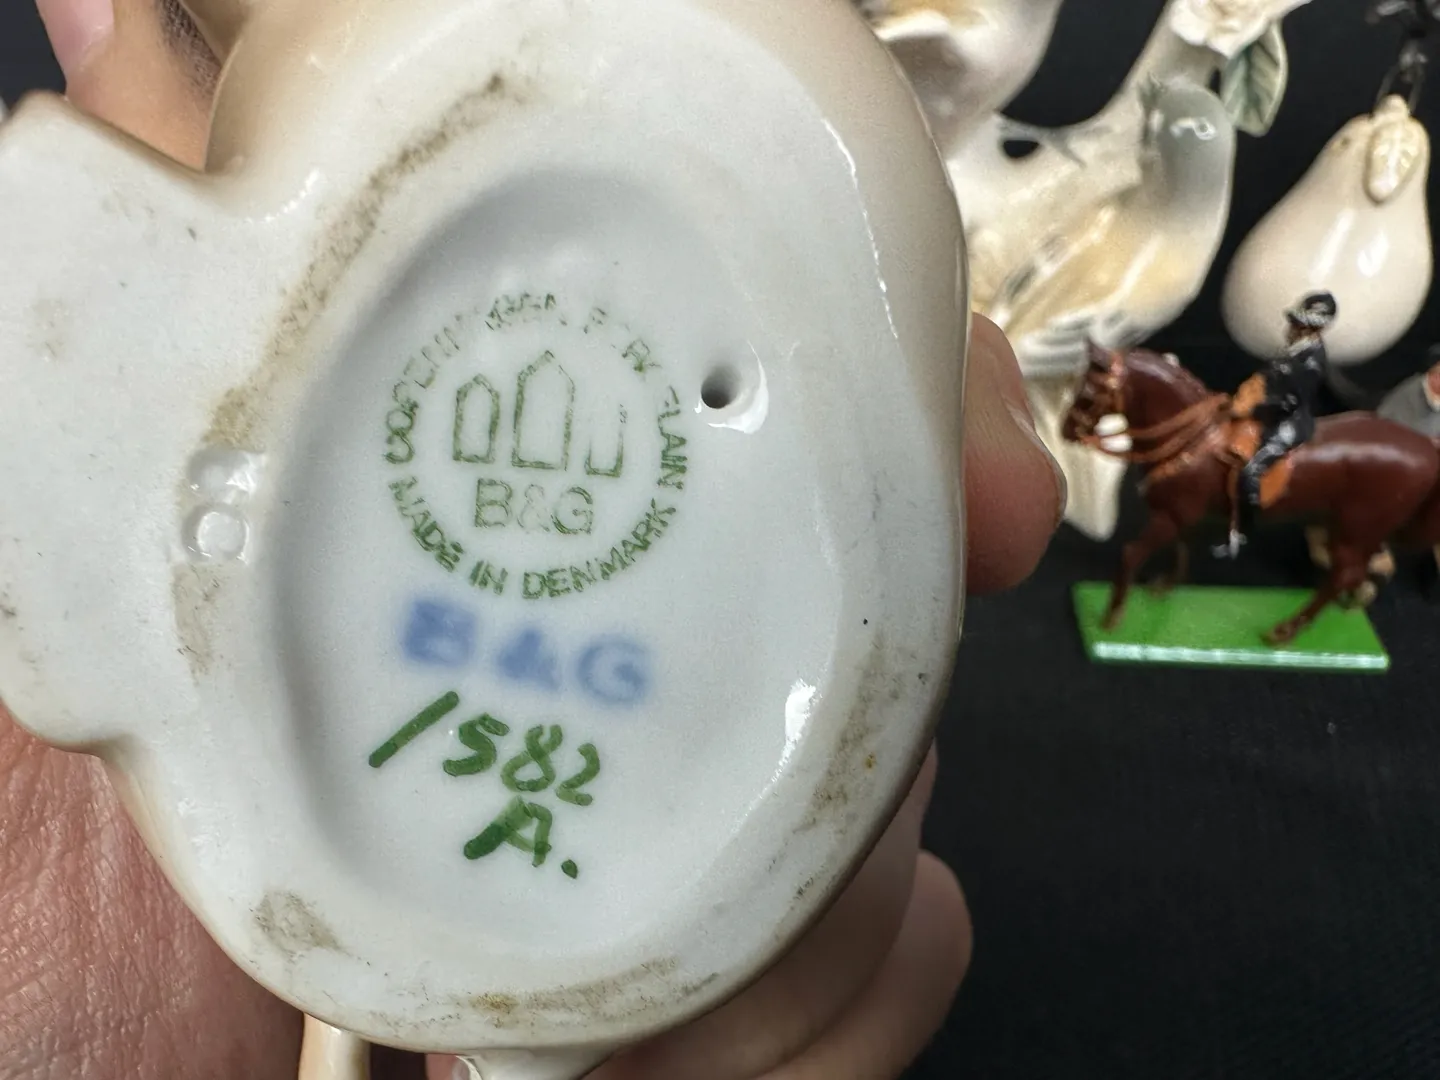 COPENHAGEN PORCELAIN
B&G
MADE IN DENMARK
B&G
1582
A.